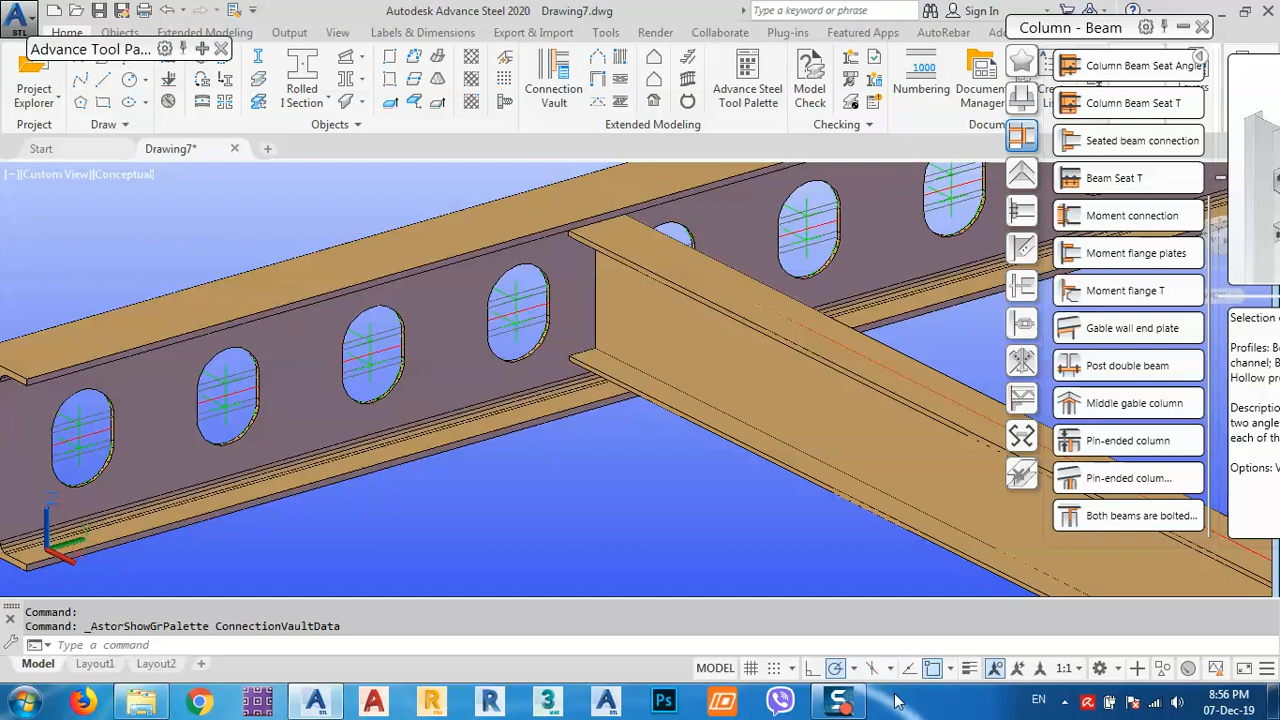 STL
Autodesk Advance Steel 2020 Drawing7.dwg
Type a keyword or phrase
Sign In
Home
Objects
Extended Modeling
Output
View
Labels & Dimensions
Export & Import
Tools
Render
Collaborate
Plug-ins
Featured Apps
AutoRebar
Advance Tool Pa...
Column - Beam
Project
Explorer
Rolled
I Section
Connection
Vault
Advance Steel
Tool Palette
Model
Check
1000
Numbering
Document
Manager
Project
Draw
Objects
Extended Modeling
Checking
Start
Drawing7*
[−][Custom View][Conceptual]
Column Beam Seat Angle
Column Beam Seat T
Seated beam connection
Beam Seat T
Moment connection
Moment flange plates
Moment flange T
Gable wall end plate
Post double beam
Middle gable column
Pin-ended column
Pin-ended colum...
Both beams are bolted...
Selection
Profiles: B
channel; B
Hollow pr
Description
two angle
each of th
Options: V
Z
Command:
Command: _AstorShowGrPalette ConnectionVaultData
Type a command
Model
Layout1
Layout2
MODEL
1:1
EN
8:56 PM
07-Dec-19